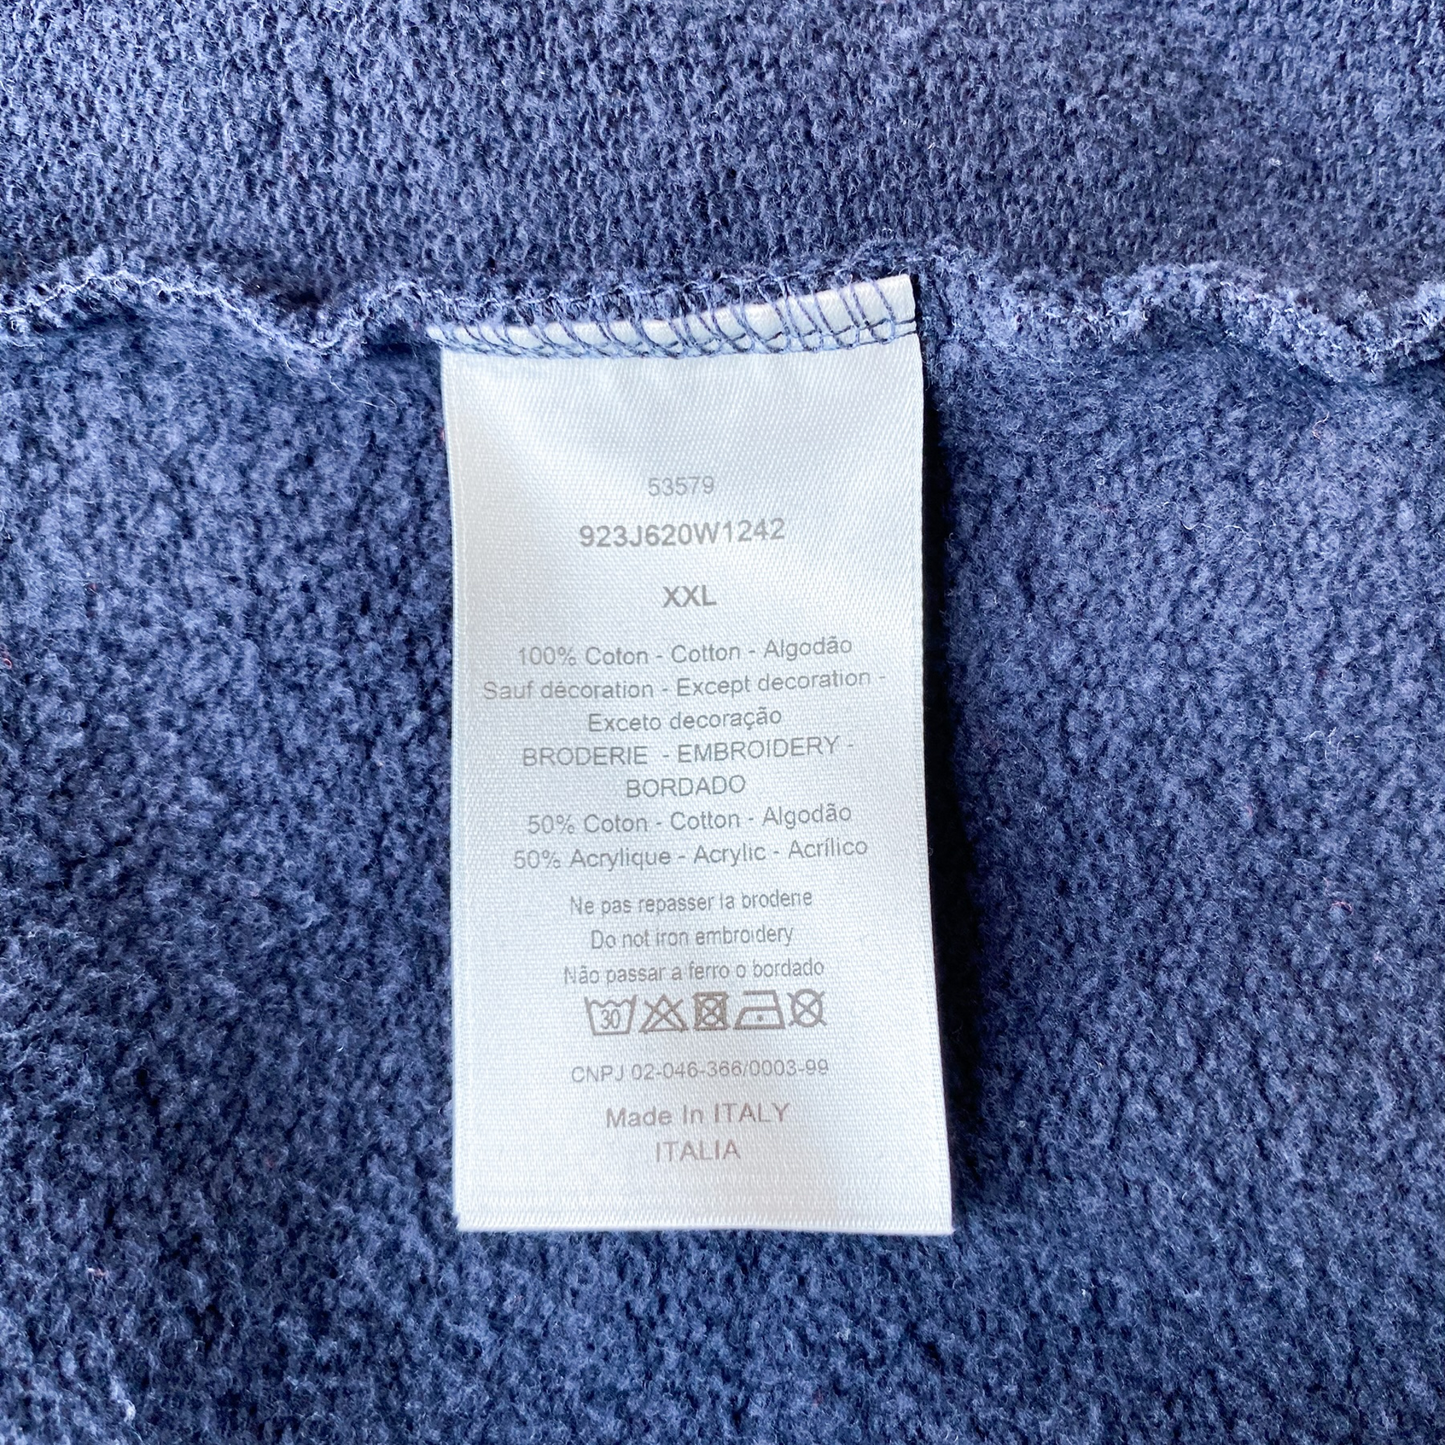 53579
923J620W1242
XXL
100% Coton - Cotton - Algodão
Sauf décoration - Except decoration -
Exceto decoração
BRODERIE - EMBROIDERY -
BORDADO
50% Coton - Cotton - Algodão
50% Acrylique - Acrylic - Acrílico
Ne pas repasser la broderie
Do not iron embroidery
Não passar a ferro o bordado
30
CNPJ 02-046-366/0003-99
Made In ITALY
ITALIA